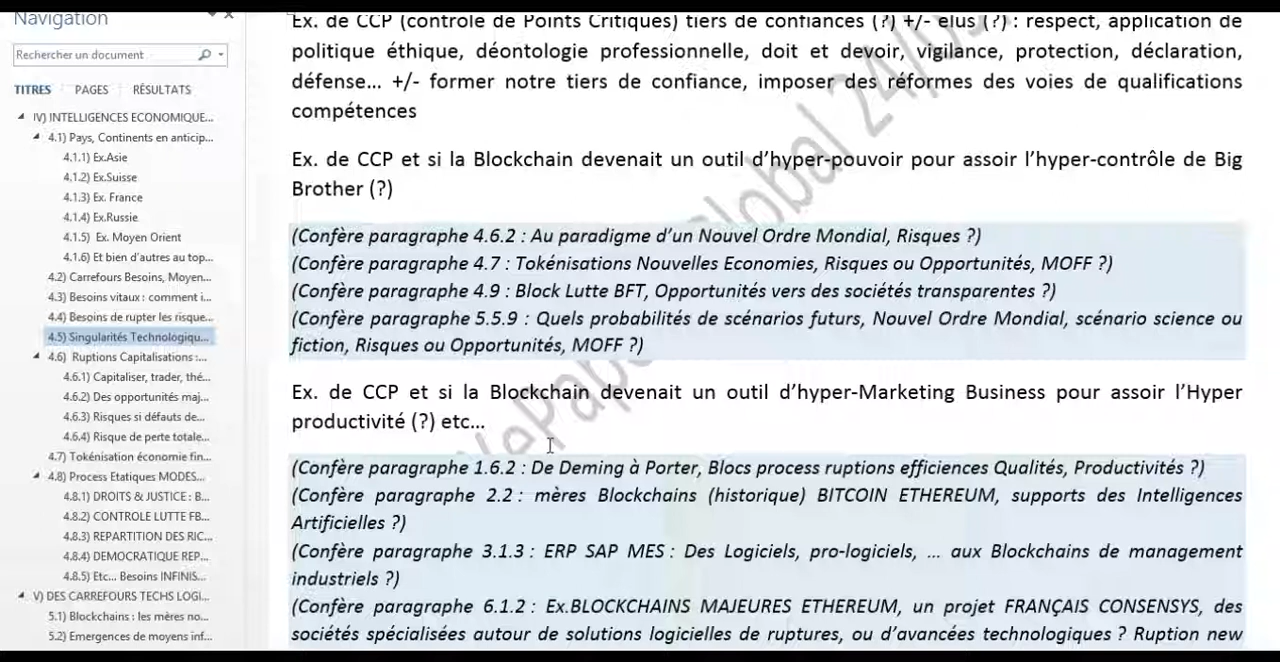 Navigation
Rechercher un document
TITRES PAGES RÉSULTATS
IV) INTELLIGENCES ECONOMIQUE...
4.1) Pays, Continents en anticip...
4.1.1) Ex.Asie
4.1.2) Ex.Suisse
4.1.3) Ex. France
4.1.4) Ex.Russie
4.1.5) Ex. Moyen Orient
4.1.6) Et bien d'autres au top...
4.2) Carrefours Besoins, Moyen...
4.3) Besoins vitaux : comment i...
4.4) Besoins de rupter les risque...
4.5) Singularités Technologiqu...
4.6) Ruptions Capitalisations :...
4.6.1) Capitaliser, trader, thé...
4.6.2) Des opportunités maj...
4.6.3) Risques si défauts de...
4.6.4) Risque de perte totale...
4.7) Tokénisation économie fin...
4.8) Process Etatiques MODES...
4.8.1) DROITS & JUSTICE : B...
4.8.2) CONTROLE LUTTE FB...
4.8.3) REPARTITION DES RIC...
4.8.4) DEMOCRATIQUE REP...
4.8.5) Etc... Besoins INFINIS...
V) DES CARREFOURS TECHS LOGI...
5.1) Blockchains : les mères no...
5.2) Emergences de moyens inf...
Ex. de CCP (controle de Points Critiques) tiers de confiances (?) +/- elus (?) : respect, application de
politique éthique, déontologie professionnelle, doit et devoir, vigilance, protection, déclaration,
défense... +/- former notre tiers de confiance, imposer des réformes des voies de qualifications
compétences
Ex. de CCP et si la Blockchain devenait un outil d'hyper-pouvoir pour assoir l'hyper-contrôle de Big
Brother (?)
(Confère paragraphe 4.6.2 : Au paradigme d'un Nouvel Ordre Mondial, Risques ?)
(Confère paragraphe 4.7 : Tokénisations Nouvelles Economies, Risques ou Opportunités, MOFF ?)
(Confère paragraphe 4.9 : Block Lutte BFT, Opportunités vers des sociétés transparentes ?)
(Confère paragraphe 5.5.9 : Quels probabilités de scénarios futurs, Nouvel Ordre Mondial, scénario science ou
fiction, Risques ou Opportunités, MOFF ?)
Ex. de CCP et si la Blockchain devenait un outil d'hyper-Marketing Business pour assoir l'Hyper
productivité (?) etc...
(Confère paragraphe 1.6.2 : De Deming à Porter, Blocs process ruptions efficiences Qualités, Productivités ?)
(Confère paragraphe 2.2 : mères Blockchains (historique) BITCOIN ETHEREUM, supports des Intelligences
Artificielles ?)
(Confère paragraphe 3.1.3 : ERP SAP MES : Des Logiciels, pro-logiciels, ... aux Blockchains de management
industriels ?)
(Confère paragraphe 6.1.2 : Ex.BLOCKCHAINS MAJEURES ETHEREUM, un projet FRANÇAIS CONSENSYS, des
sociétés spécialisées autour de solutions logicielles de ruptures, ou d'avancées technologiques ? Ruption new